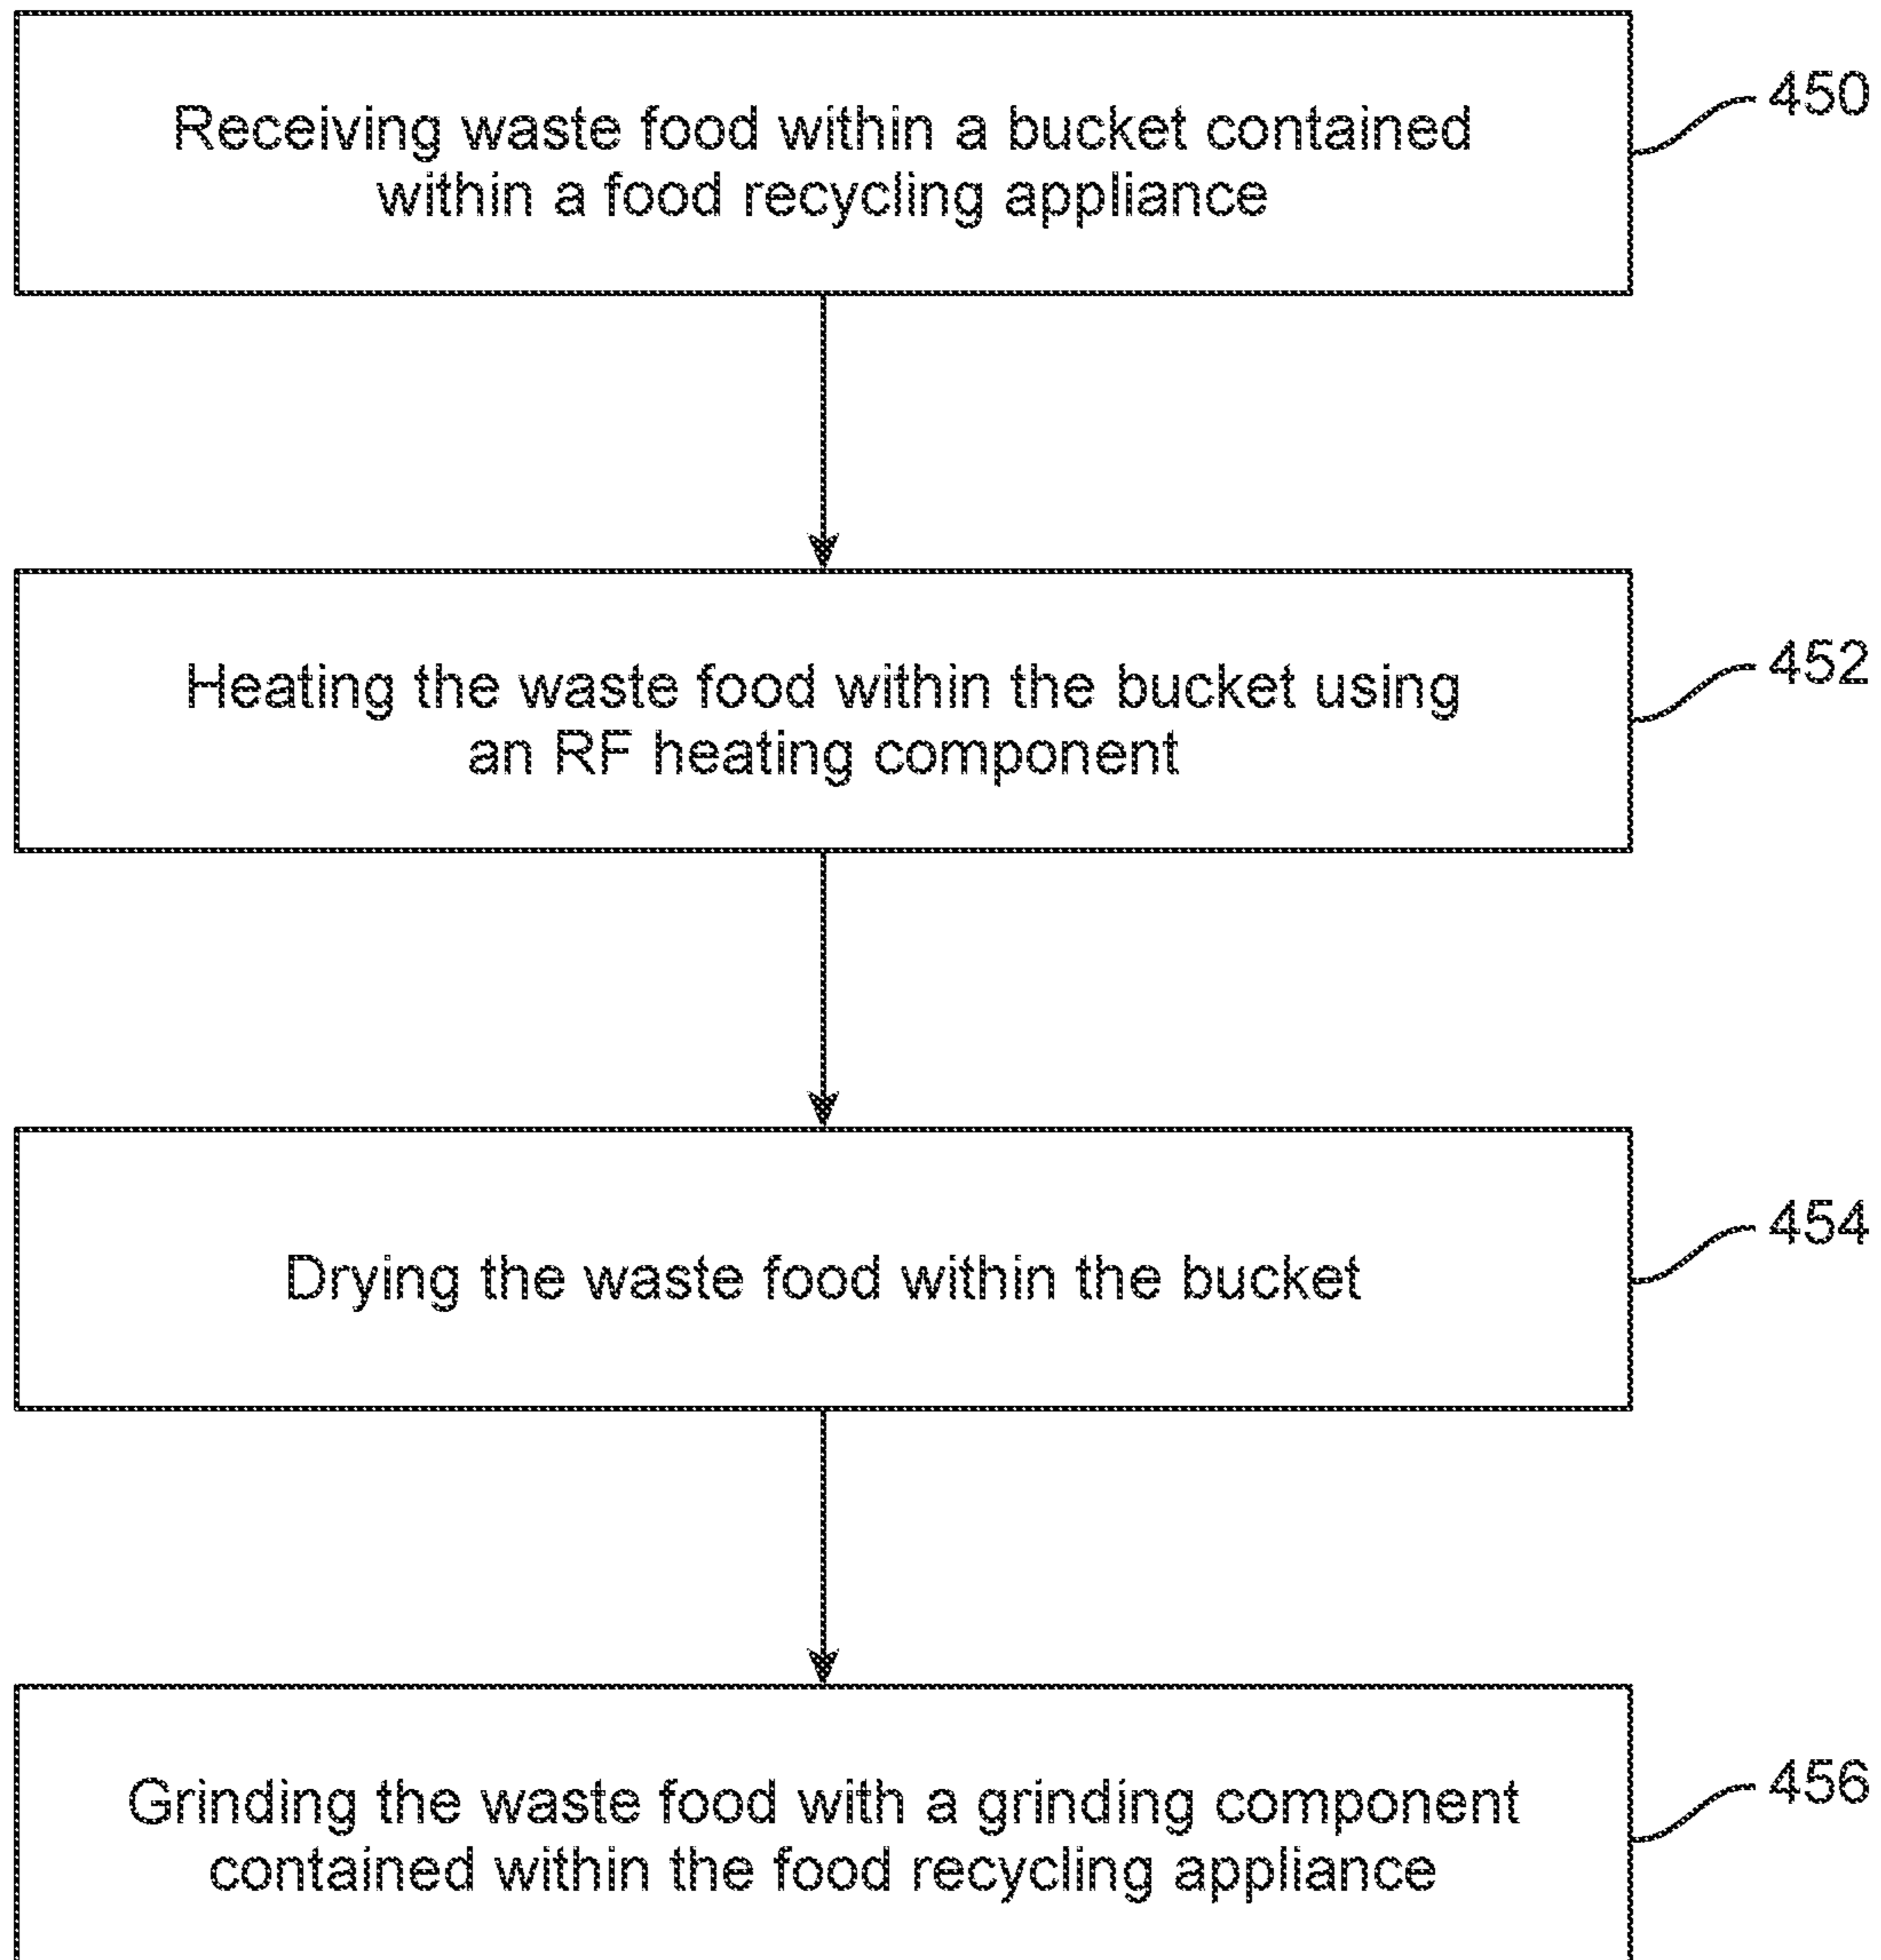 Receiving waste food within a bucket contained
within a food recycling appliance
450
Heating the waste food within the bucket using
an RF heating component
452
Drying the waste food within the bucket
454
Grinding the waste food with a grinding component
contained within the food recycling appliance
456